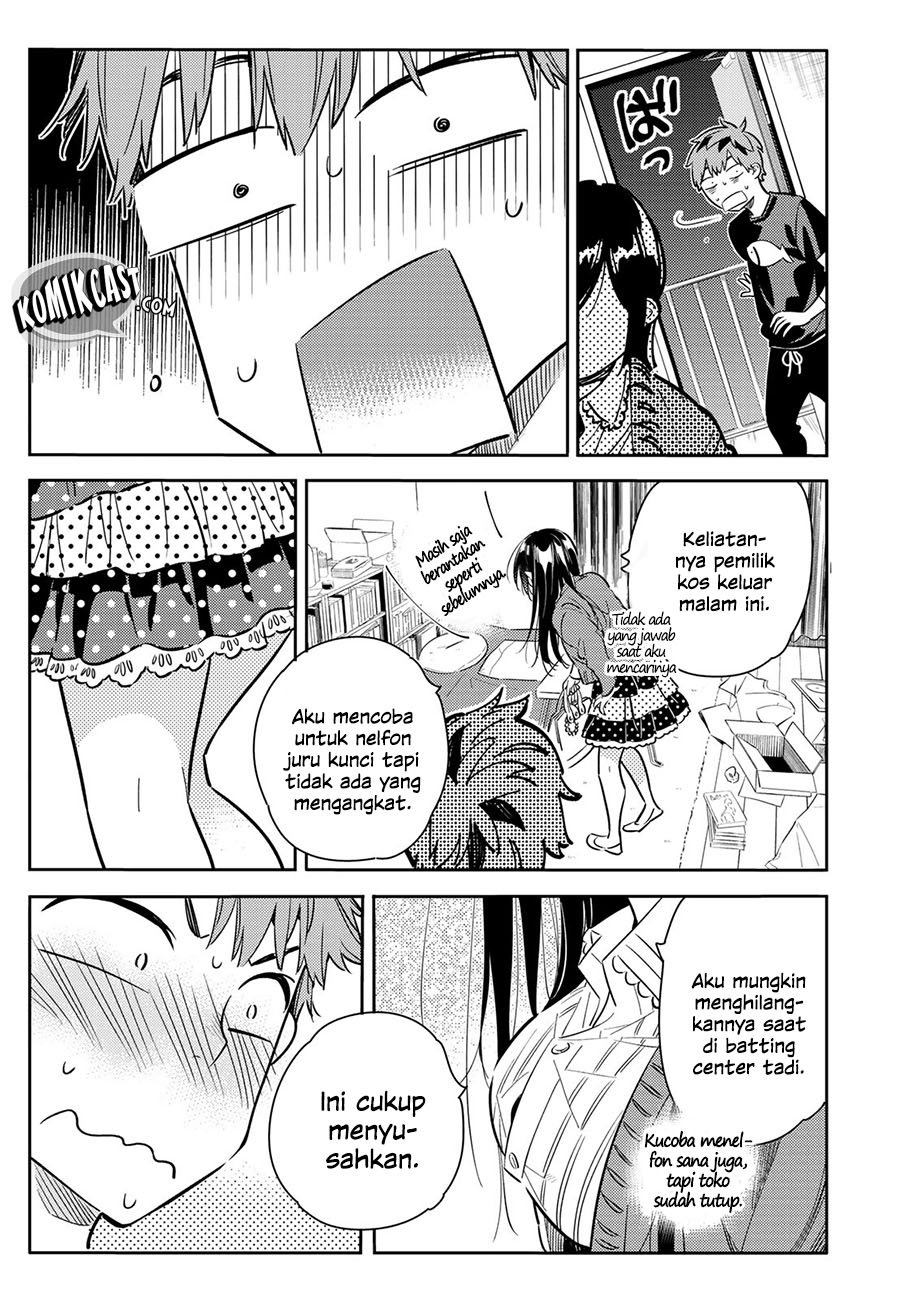 ぼっ
KOMIKCAST
.COM
Keliatan-
nya pemilik
kos keluar
malam ini.
Tidak ada
yang jawab
saat aku
mencarinya
Masih saja
berantakan
seperti
sebelumnya
Aku mencoba
untuk nelfon
juru kunci tapi
tidak ada yang
mengangkat.
Aku mungkin
menghilang-
kannya saat
di batting
center tadi.
Kucoba menel-
fon sana juga,
tapi toko
sudah tutup.
Ini cukup
menyu-
sahkan.